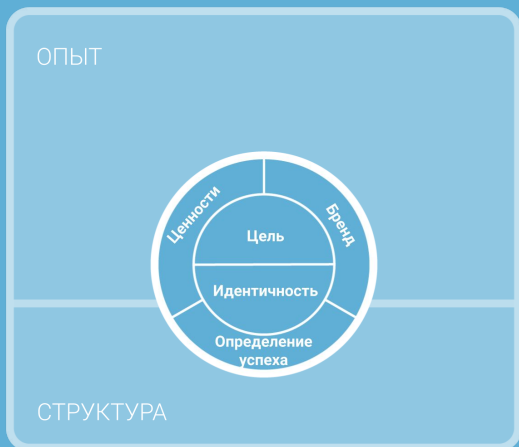 ОПЫТ
Ценности
Бренд
Цель
Идентичность
Определение
успеха
СТРУКТУРА